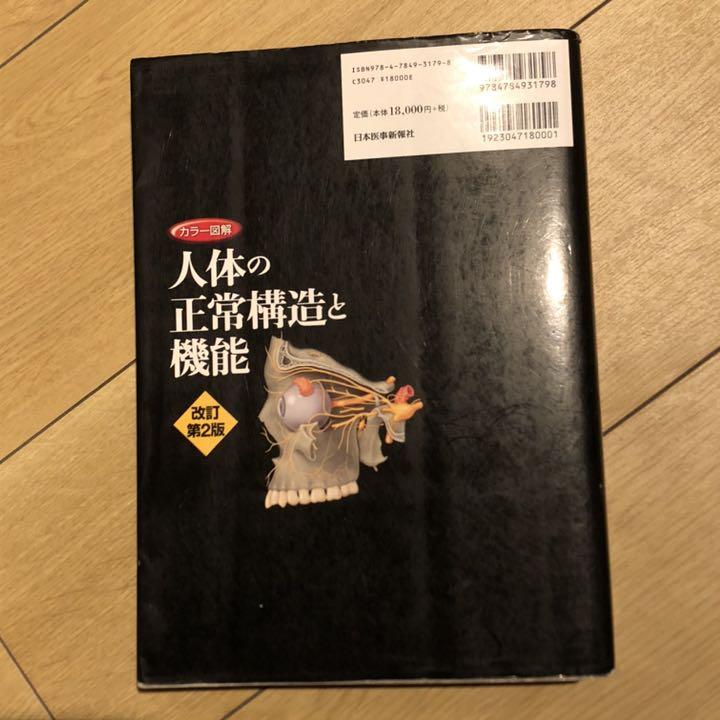 ISBN978-4-7849-3179-8
C3047 ¥18000E
定価(本体18,000円+税)
日本医事新報社
9784784931798
1923047180001
カラー図解
人体の
正常構造と
機能
改訂
第2版